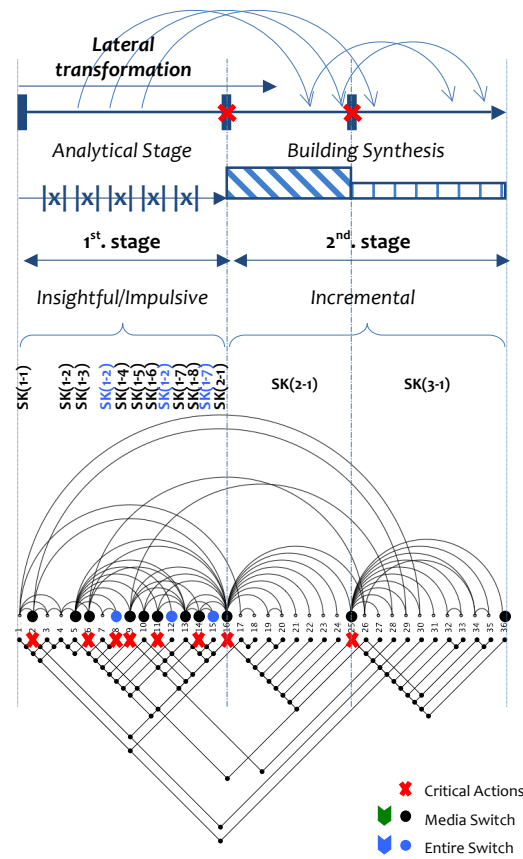 Lateral
transformation
Analytical Stage
Building Synthesis
|x| |x| |x| |x| |x|
1st. stage
2nd. stage
Insightful/Impulsive
Incremental
SK(1-1)
SK(1-2)
SK(1-3)
SK(1-2)
SK(1-4)
SK(1-5)
SK(1-6)
SK(1-2)
SK(1-7)
SK(1-8)
SK(1-7)
SK(2-1)
SK(2-1)
SK(3-1)
1 2 3 4 5 6 7 8 9 10 11 12 13 14 15 16 17 18 19 20 21 22 23 24 25 26 27 28 29 30 31 32 33 34 35 36
Critical Actions
Media Switch
Entire Switch